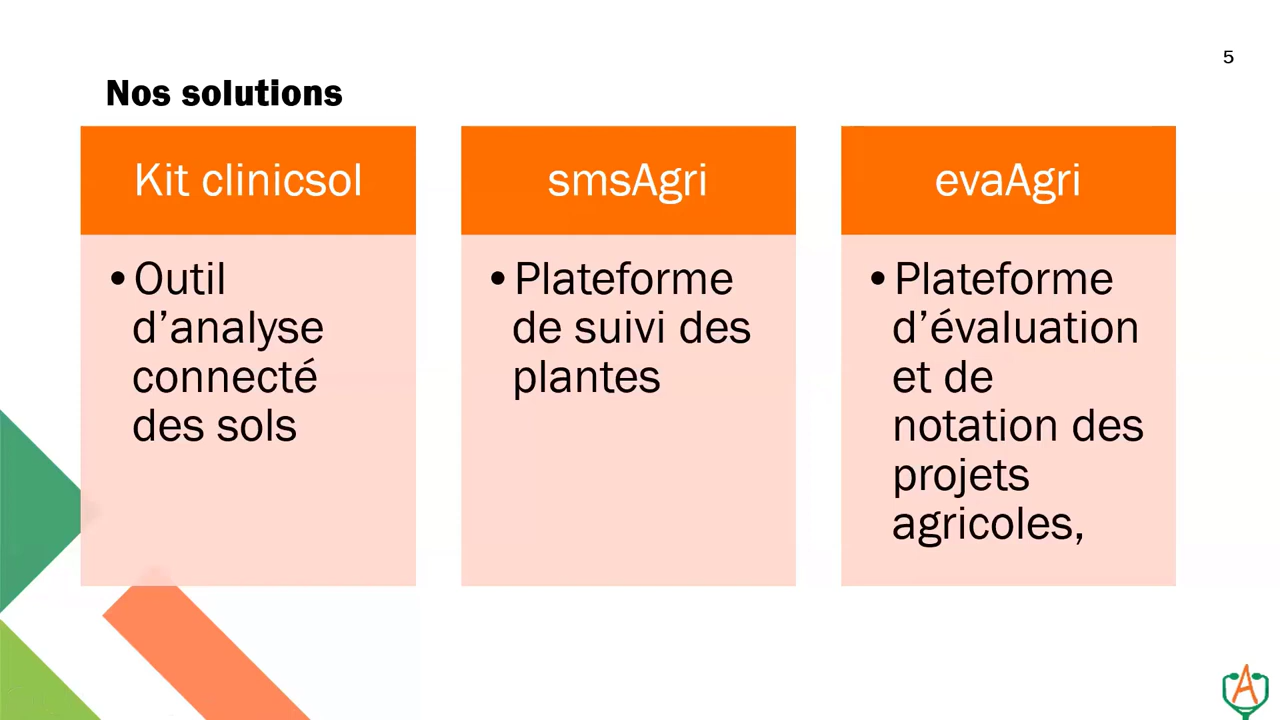 5
Nos solutions
Kit clinicsol
•Outil
d’analyse
connecté
des sols
smsAgri
•Plateforme
de suivi des
plantes
evaAgri
•Plateforme
d’évaluation
et de
notation des
projets
agricoles,
A